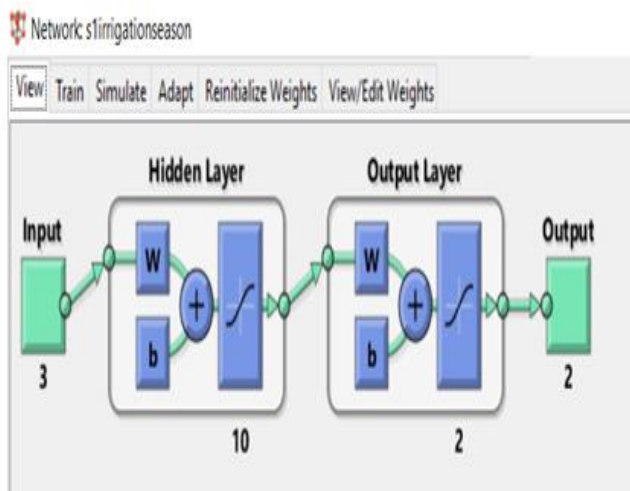 Network: s1irrigationseason
View Train Simulate Adapt Reinitialize Weights View/Edit Weights
Hidden Layer Output Layer
Input Output
W W
+ +
b b
3 2
10 2